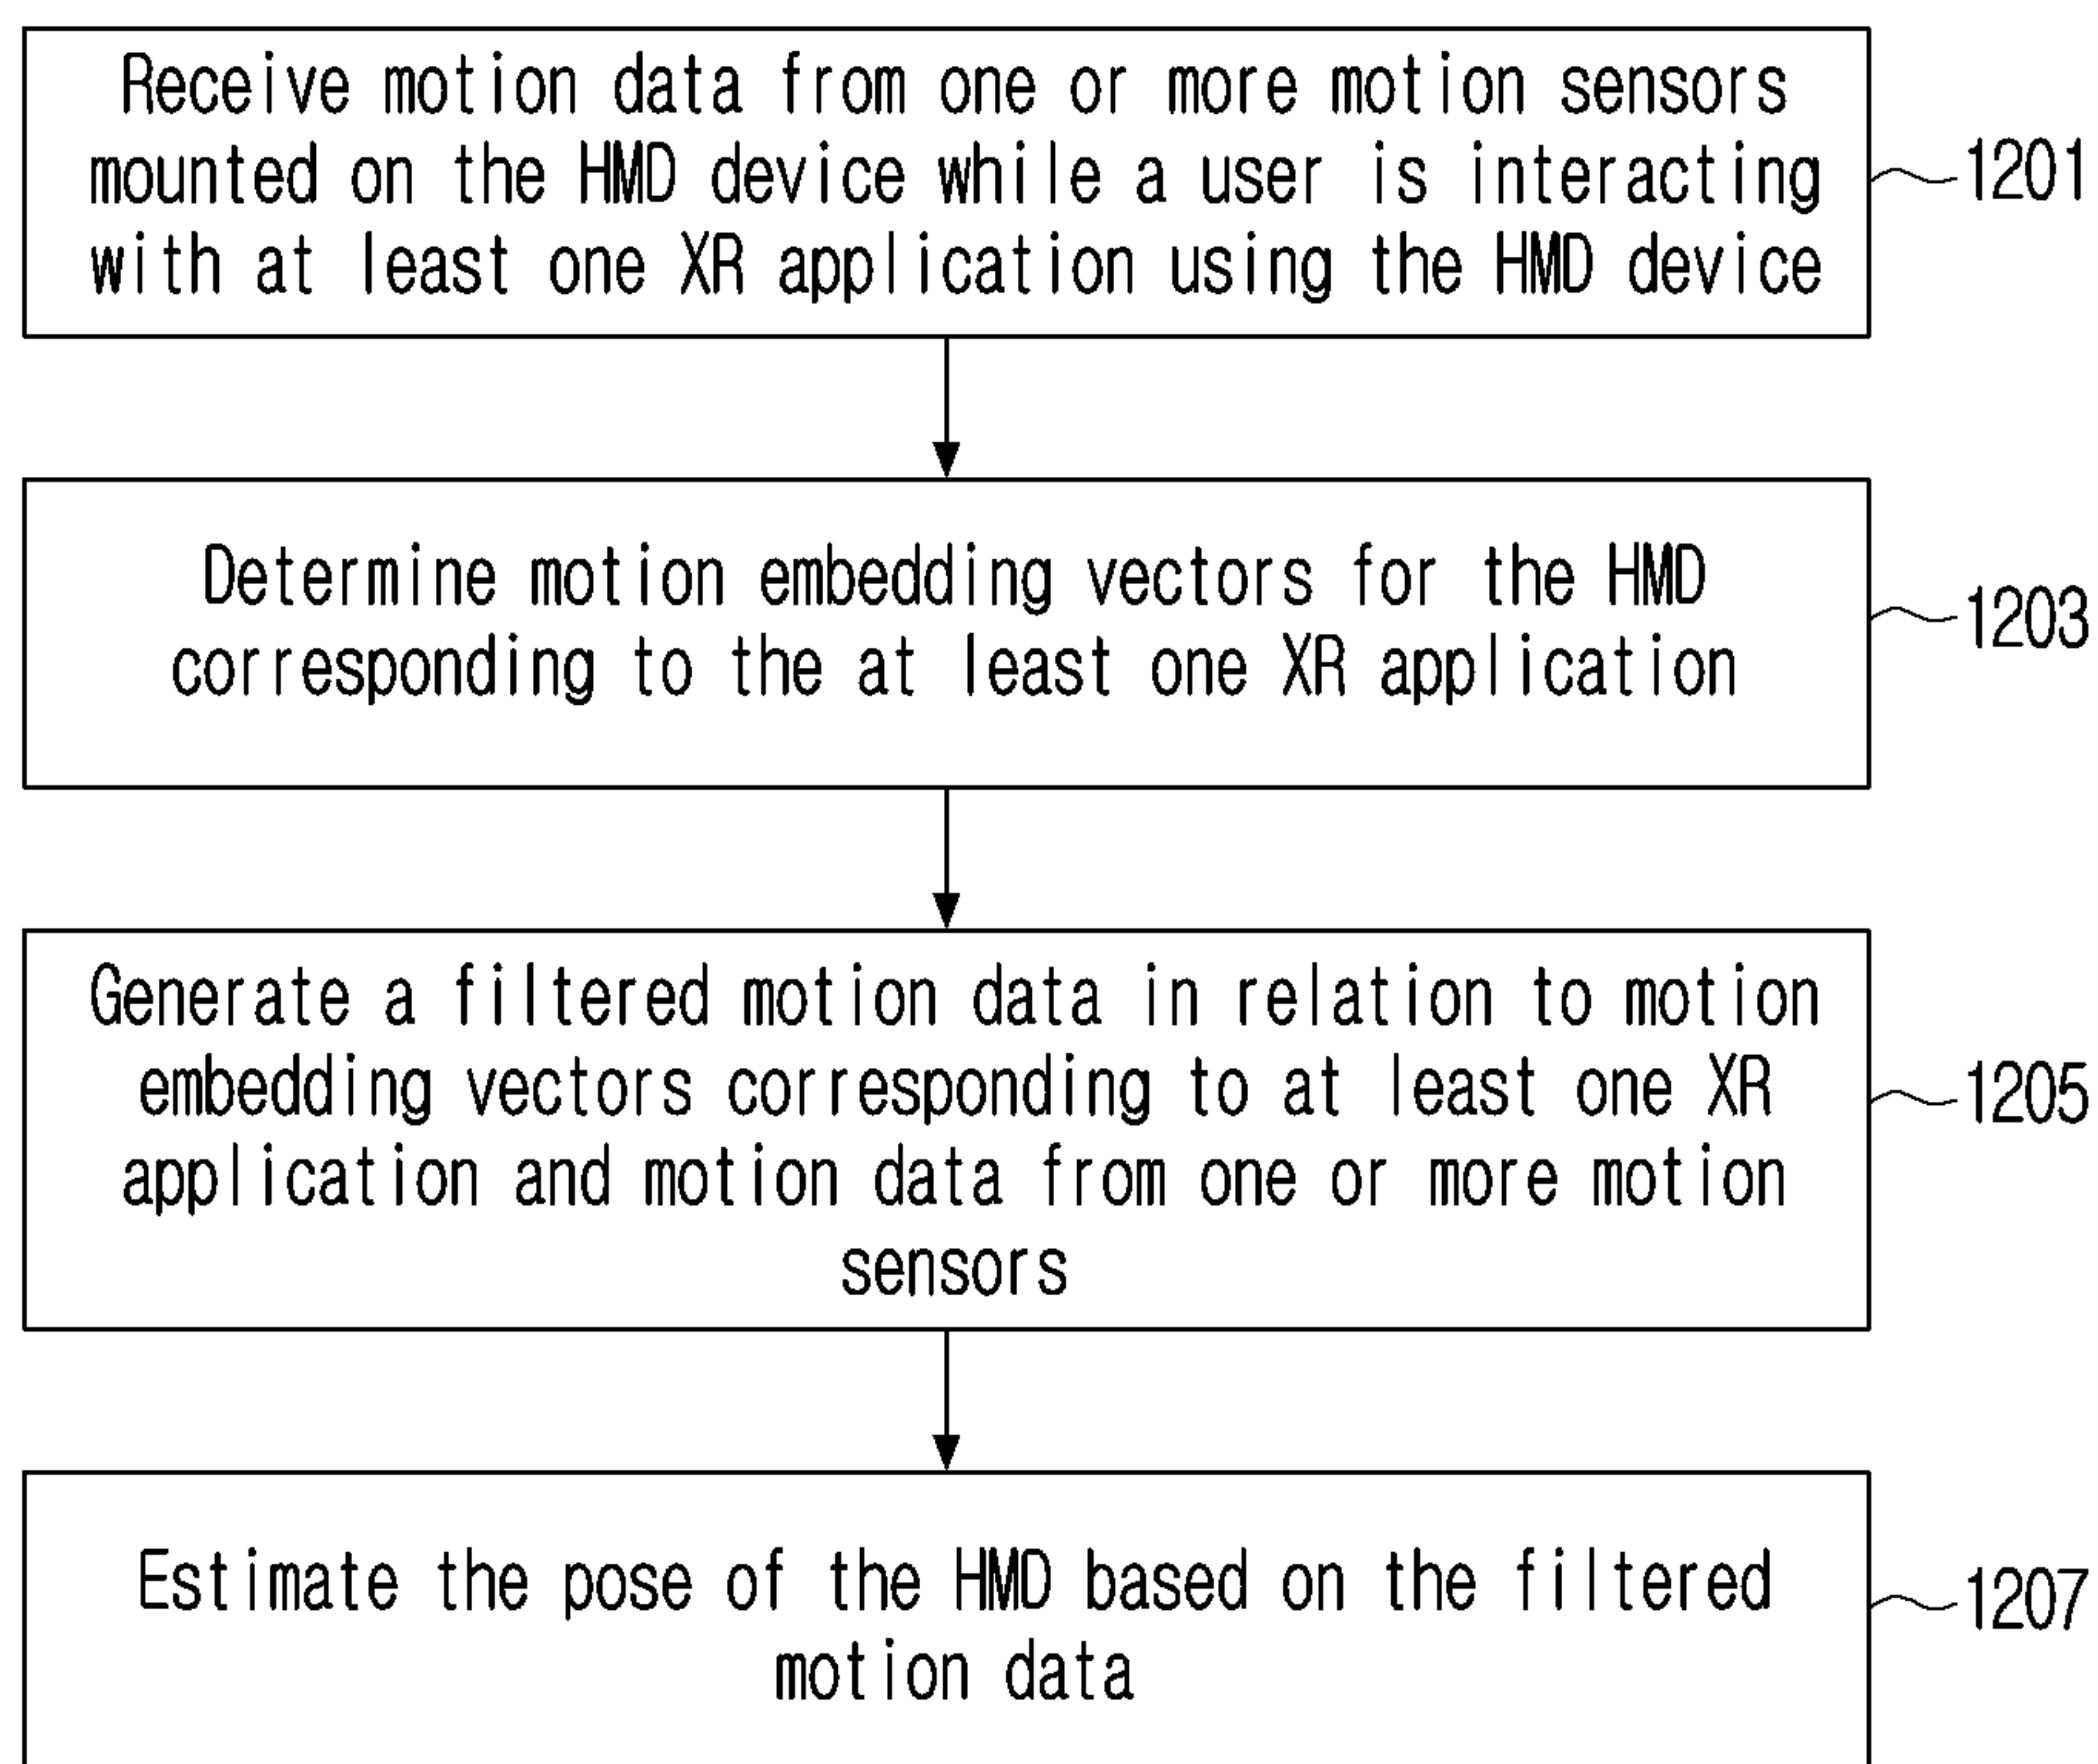 Receive motion data from one or more motion sensors
mounted on the HMD device while a user is interacting
with at least one XR application using the HMD device
1201
Determine motion embedding vectors for the HMD
corresponding to the at least one XR application
1203
Generate a filtered motion data in relation to motion
embedding vectors corresponding to at least one XR
application and motion data from one or more motion
sensors
1205
Estimate the pose of the HMD based on the filtered
motion data
1207